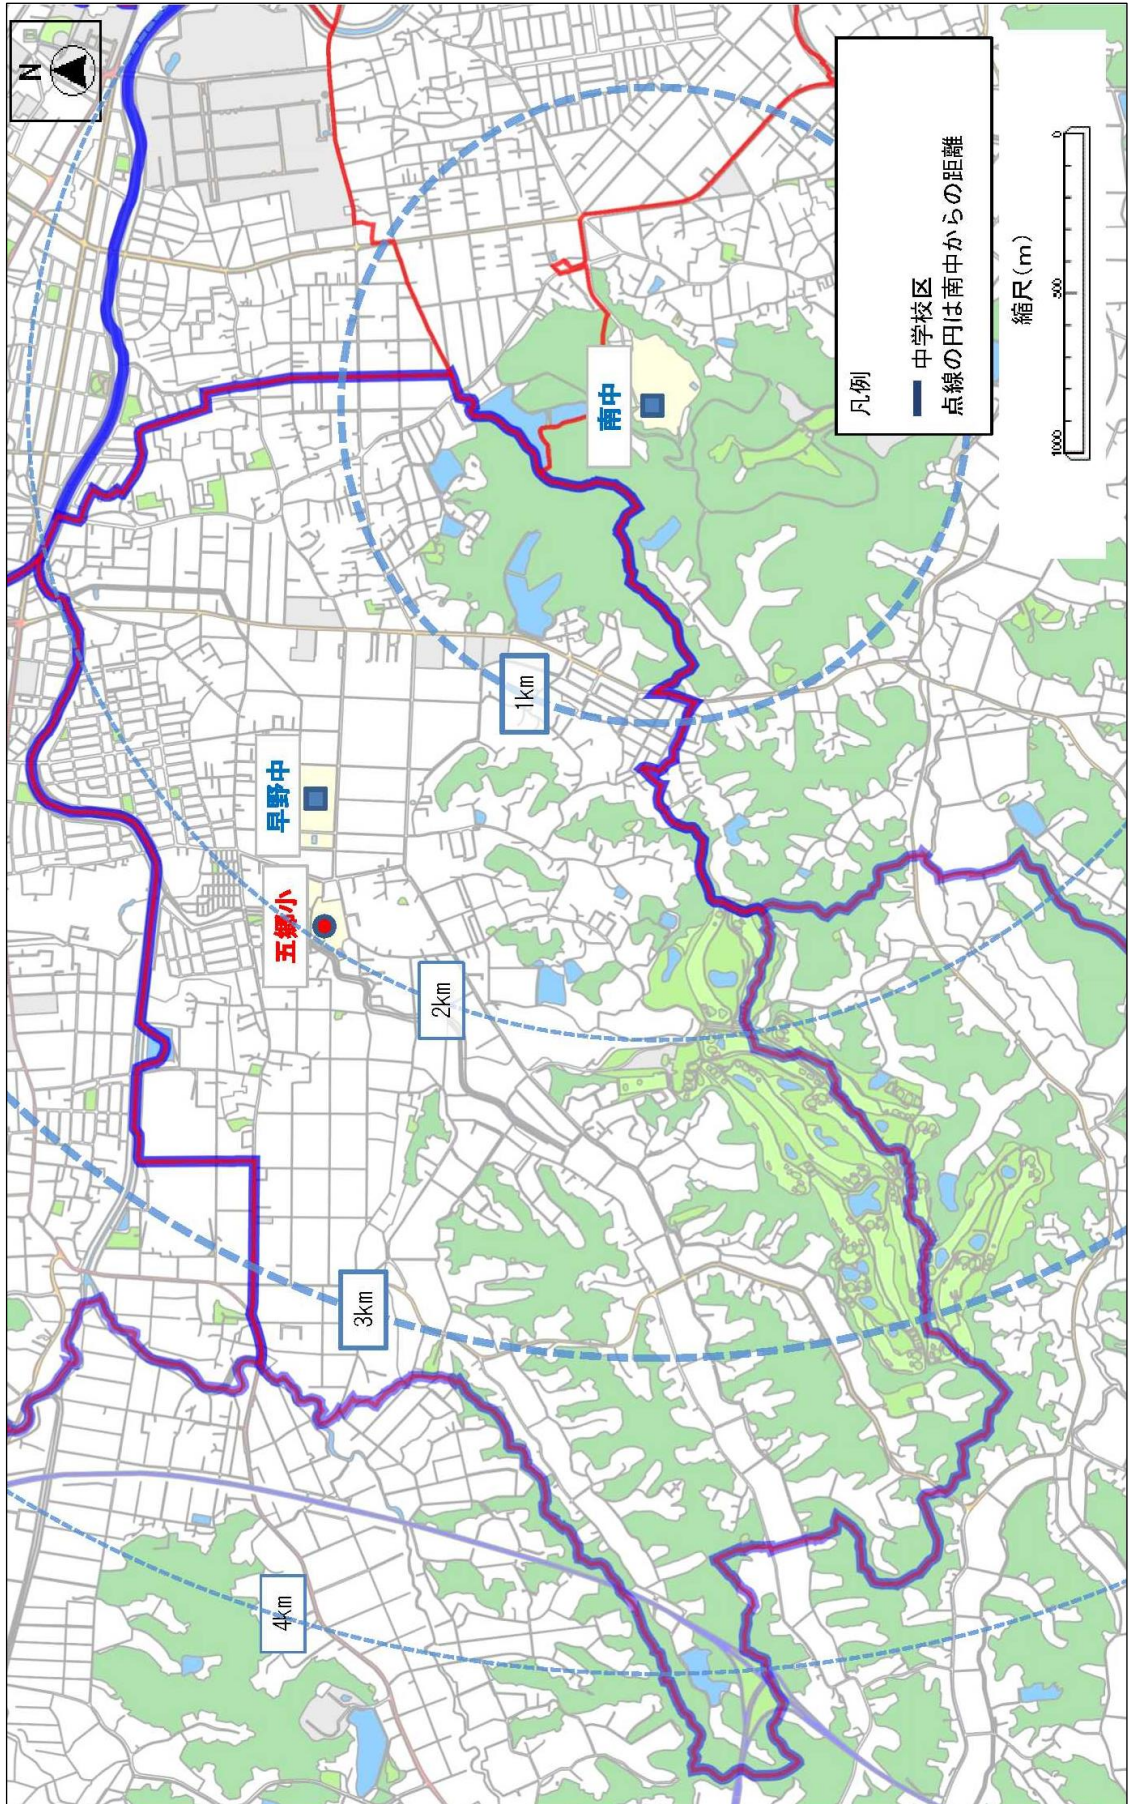 N
凡例
中学校区
点線の円は南中からの距離
縮尺(m)
1000
500
0
南中
早野中
五郷小
1km
2km
3km
4km